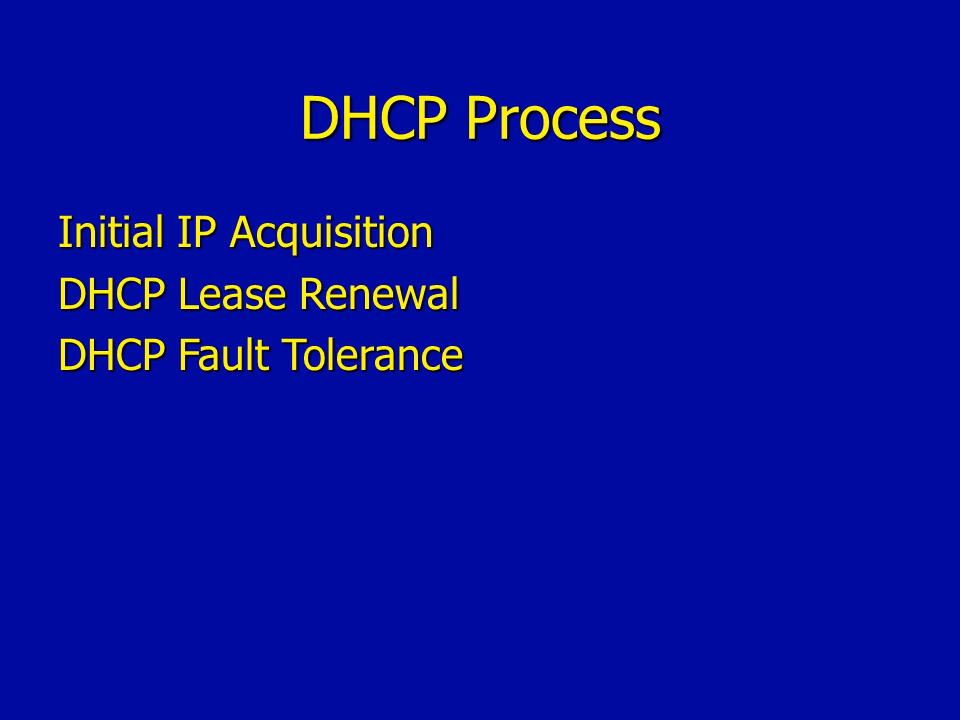 DHCP Process
Initial IP Acquisition
DHCP Lease Renewal
DHCP Fault Tolerance